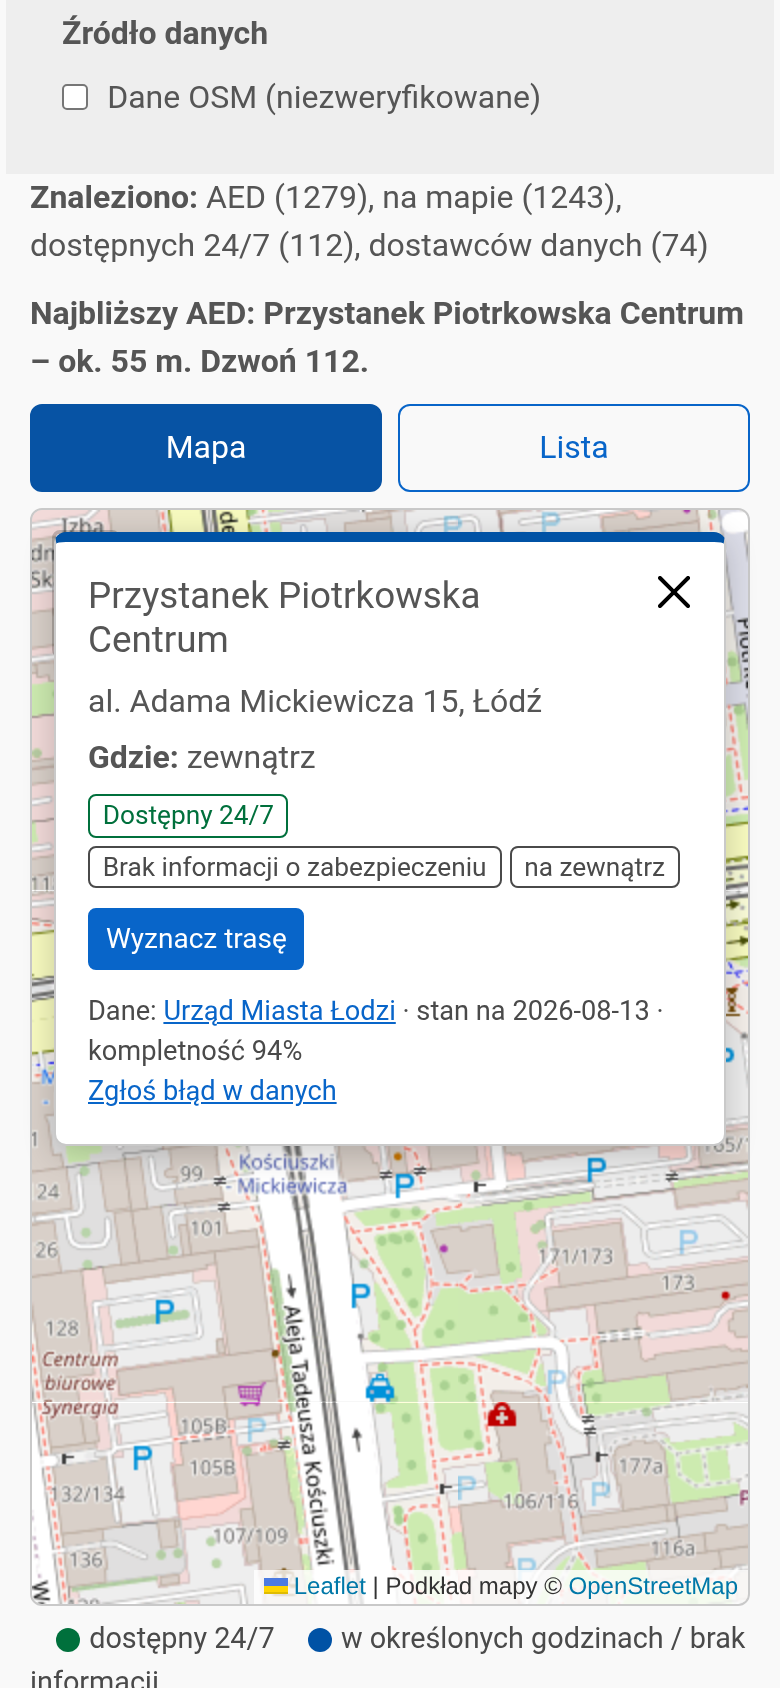 Źródło danych
Dane OSM (niezweryfikowane)
Znaleziono: AED (1279), na mapie (1243),
dostępnych 24/7 (112), dostawców danych (74)
Najbliższy AED: Przystanek Piotrkowska Centrum
– ok. 55 m. Dzwoń 112.
Mapa
Lista
Izba
Przystanek Piotrkowska
Centrum
al. Adama Mickiewicza 15, Łódź
Gdzie: zewnątrz
Dostępny 24/7
Brak informacji o zabezpieczeniu
na zewnątrz
Wyznacz trasę
Dane: Urząd Miasta Łodzi · stan na 2026-08-13 ·
kompletność 94%
Zgłoś błąd w danych
Kościuszki
- Mickiewicza
99
24
101
26
171/173
173
128
Centrum
biurowe
Synergia
Aleja Tadeusza Kościuszki
105B
105B
177a
132/134
106/116
107/109
136
116a
Leaflet | Podkład mapy © OpenStreetMap
dostępny 24/7
w określonych godzinach / brak
informacji